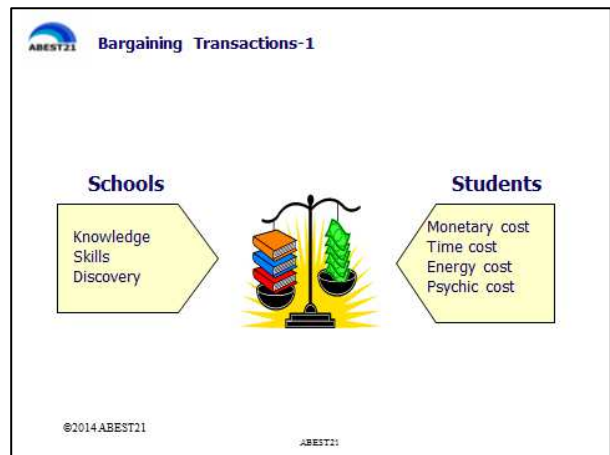 ABEST21
Bargaining Transactions-1
Schools
Knowledge
Skills
Discovery
Students
Monetary cost
Time cost
Energy cost
Psychic cost
©2014 ABEST21
ABEST21